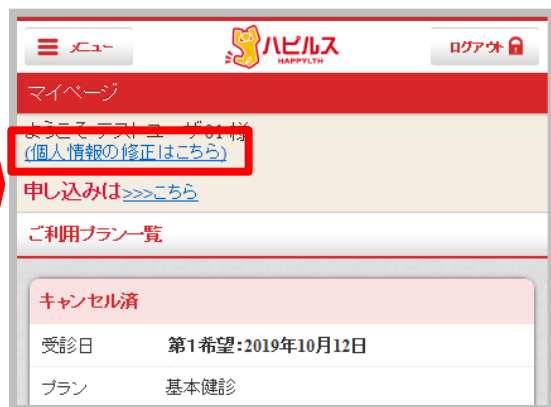 メニュー
ハピルス
HAPPYLTH
ログアウト
マイページ
ようこそ テストユーザ01 様
(個人情報の修正はこちら)
申し込みは>>>こちら
ご利用プラン一覧
キャンセル済
受診日 第1希望:2019年10月12日
プラン 基本健診